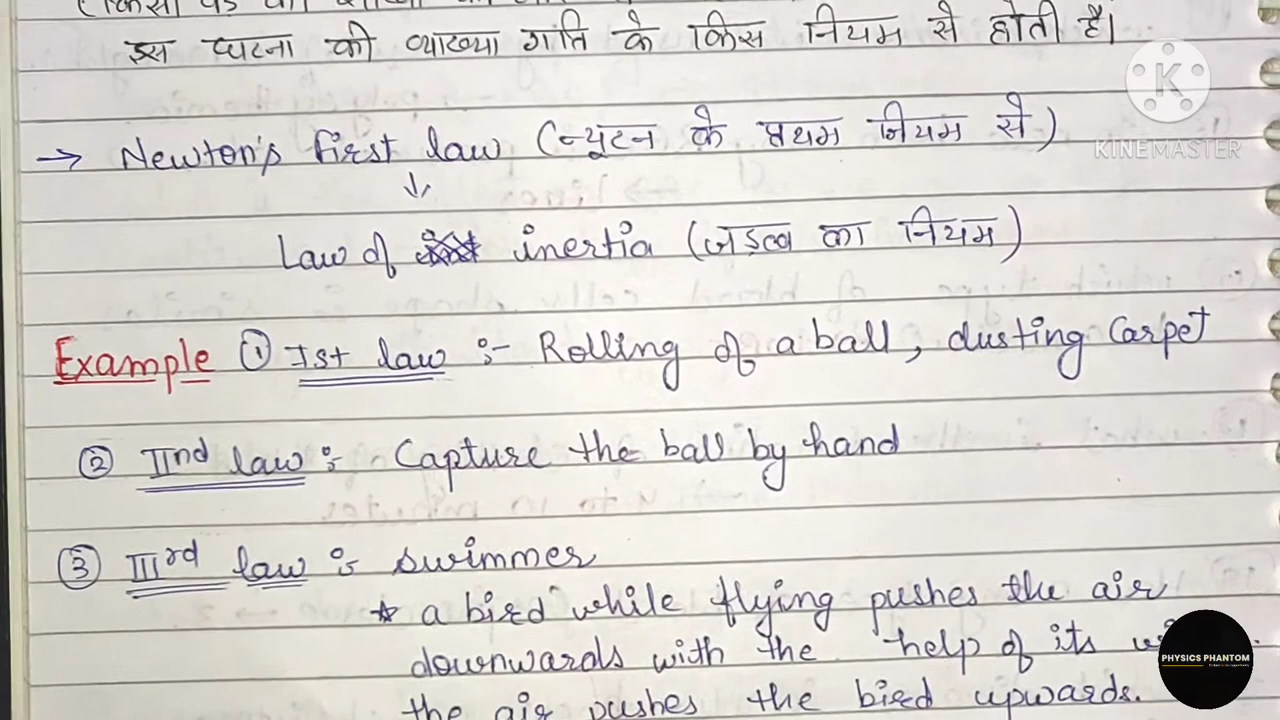 इस घटना की व्याख्या गति के किस नियम से होती है।
→ Newton's first law (न्यूटन के प्रथम नियम से)
Law of inertia (जड़त्व का नियम)
Example ① Ist law :- Rolling of a ball, dusting Carpet
② IInd law :- Capture the ball by hand
③ IIIrd law :- swimmer
* a bird while flying pushes the air
downwards with the help of its
the air pushes the bird upwards.
KINEMASTER
PHYSICS PHANTOM